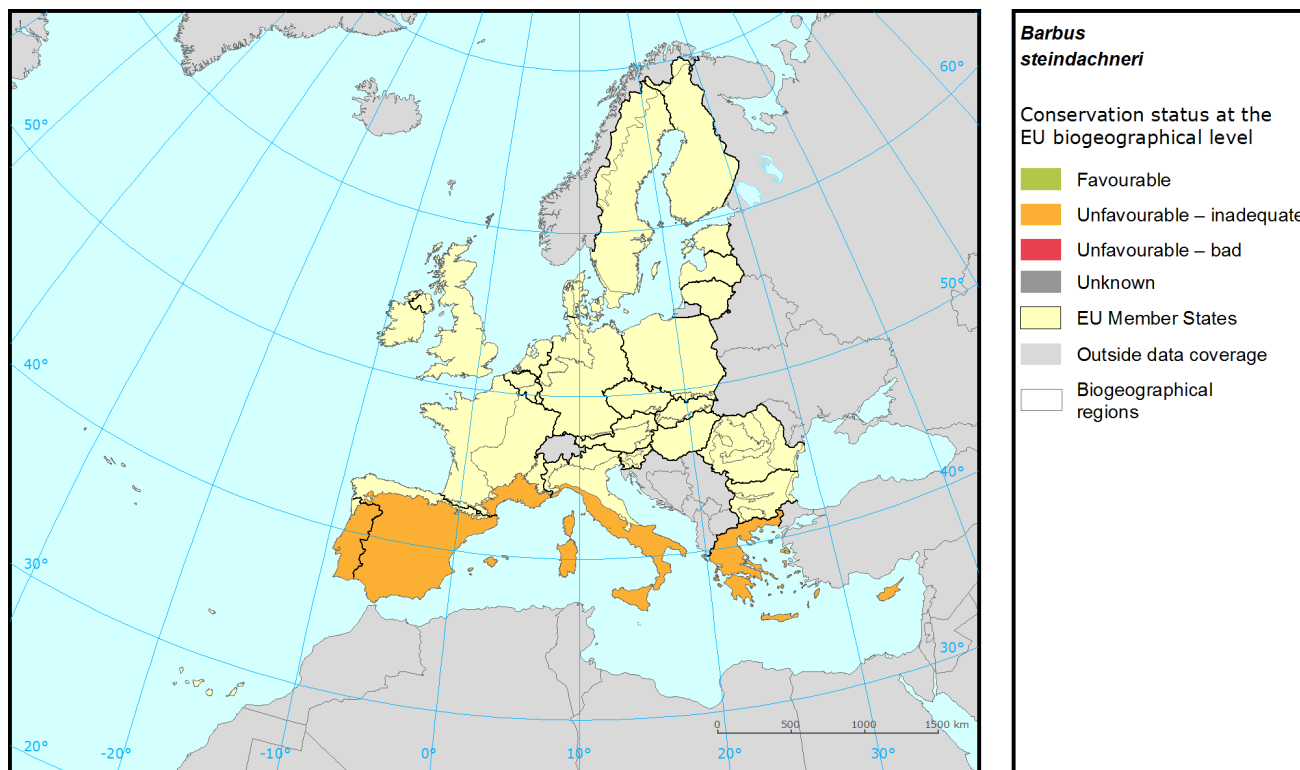 Barbus
steindachneri
Conservation status at the
EU biogeographical level
Favourable
Unfavourable – inadequate
Unfavourable – bad
Unknown
EU Member States
Outside data coverage
Biogeographical
regions
60°
50°
50°
40°
40°
30°
30°
20°
-20°
-10°
0°
10°
20°
30°
0 500 1000 1500 km